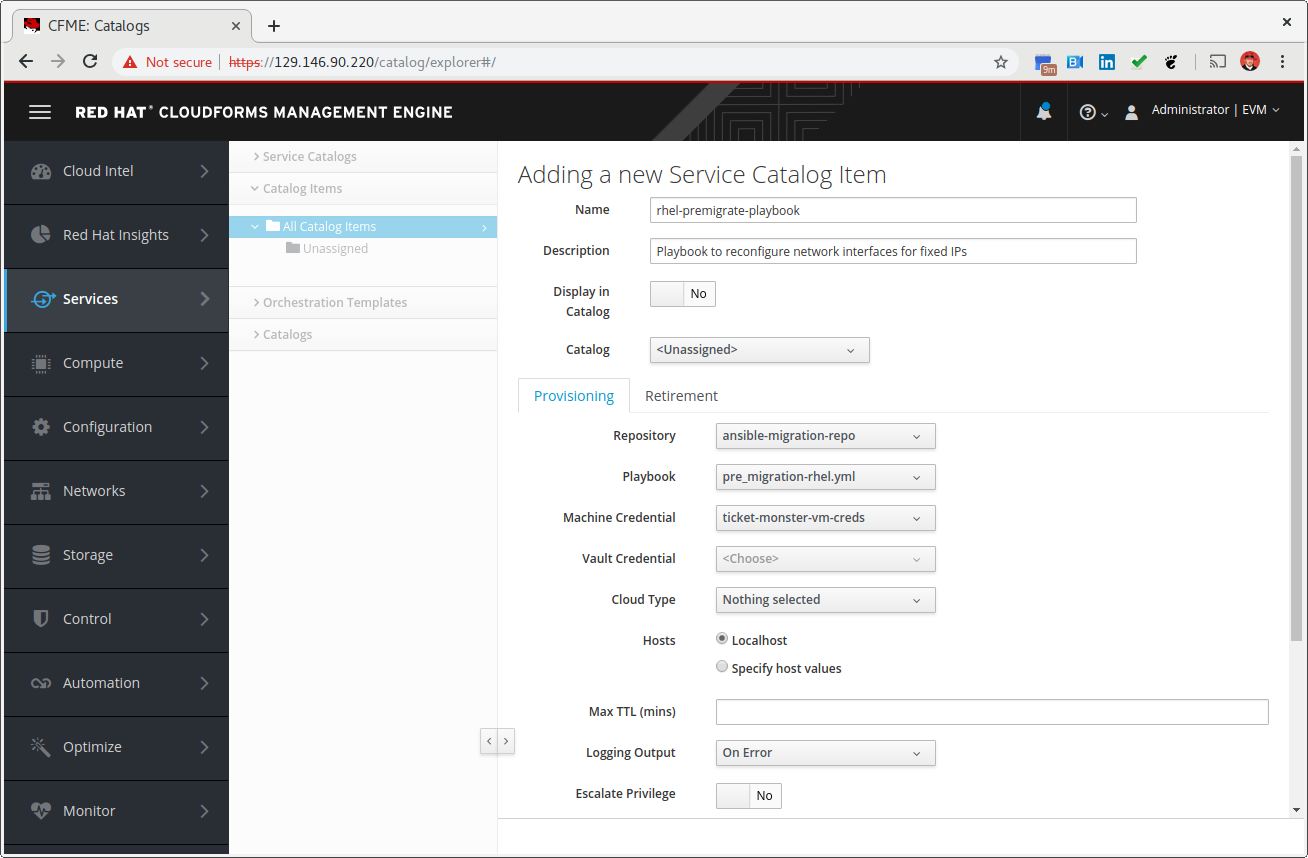 CFME: Catalogs
Not secure | https://129.146.90.220/catalog/explorer#/
9m
RED HAT® CLOUDFORMS MANAGEMENT ENGINE
Administrator | EVM
Cloud Intel
Red Hat Insights
Services
Compute
Configuration
Networks
Storage
Control
Automation
Optimize
Monitor
Service Catalogs
Catalog Items
All Catalog Items
Unassigned
Orchestration Templates
Catalogs
Adding a new Service Catalog Item
Name rhel-premigrate-playbook
Description Playbook to reconfigure network interfaces for fixed IPs
Display in Catalog No
Catalog <Unassigned>
Provisioning Retirement
Repository ansible-migration-repo
Playbook pre_migration-rhel.yml
Machine Credential ticket-monster-vm-creds
Vault Credential <Choose>
Cloud Type Nothing selected
Hosts Localhost
Specify host values
Max TTL (mins)
Logging Output On Error
Escalate Privilege No